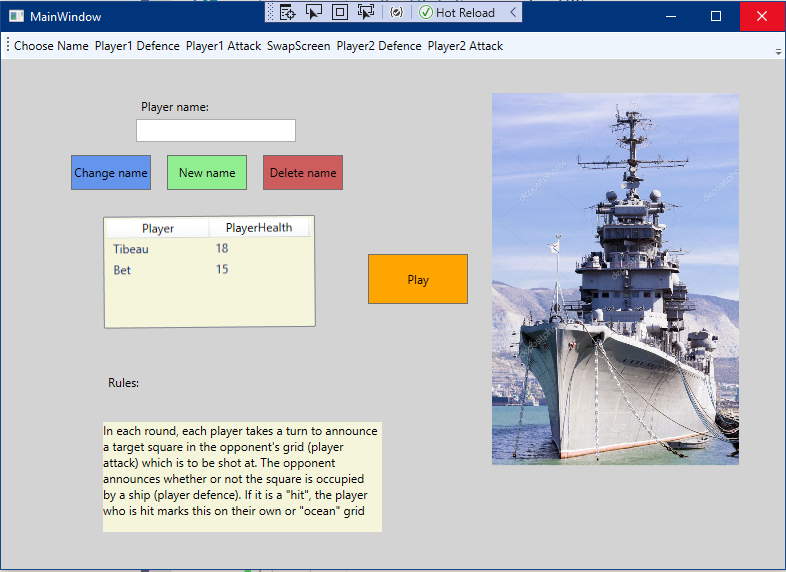 MainWindow
Hot Reload
Choose Name Player1 Defence Player1 Attack SwapScreen Player2 Defence Player2 Attack
Player name:
Change name New name Delete name
Player PlayerHealth
Tibeau 18
Bet 15
Play
Rules:
In each round, each player takes a turn to announce
a target square in the opponent's grid (player
attack) which is to be shot at. The opponent
announces whether or not the square is occupied
by a ship (player defence). If it is a "hit", the player
who is hit marks this on their own or "ocean" grid